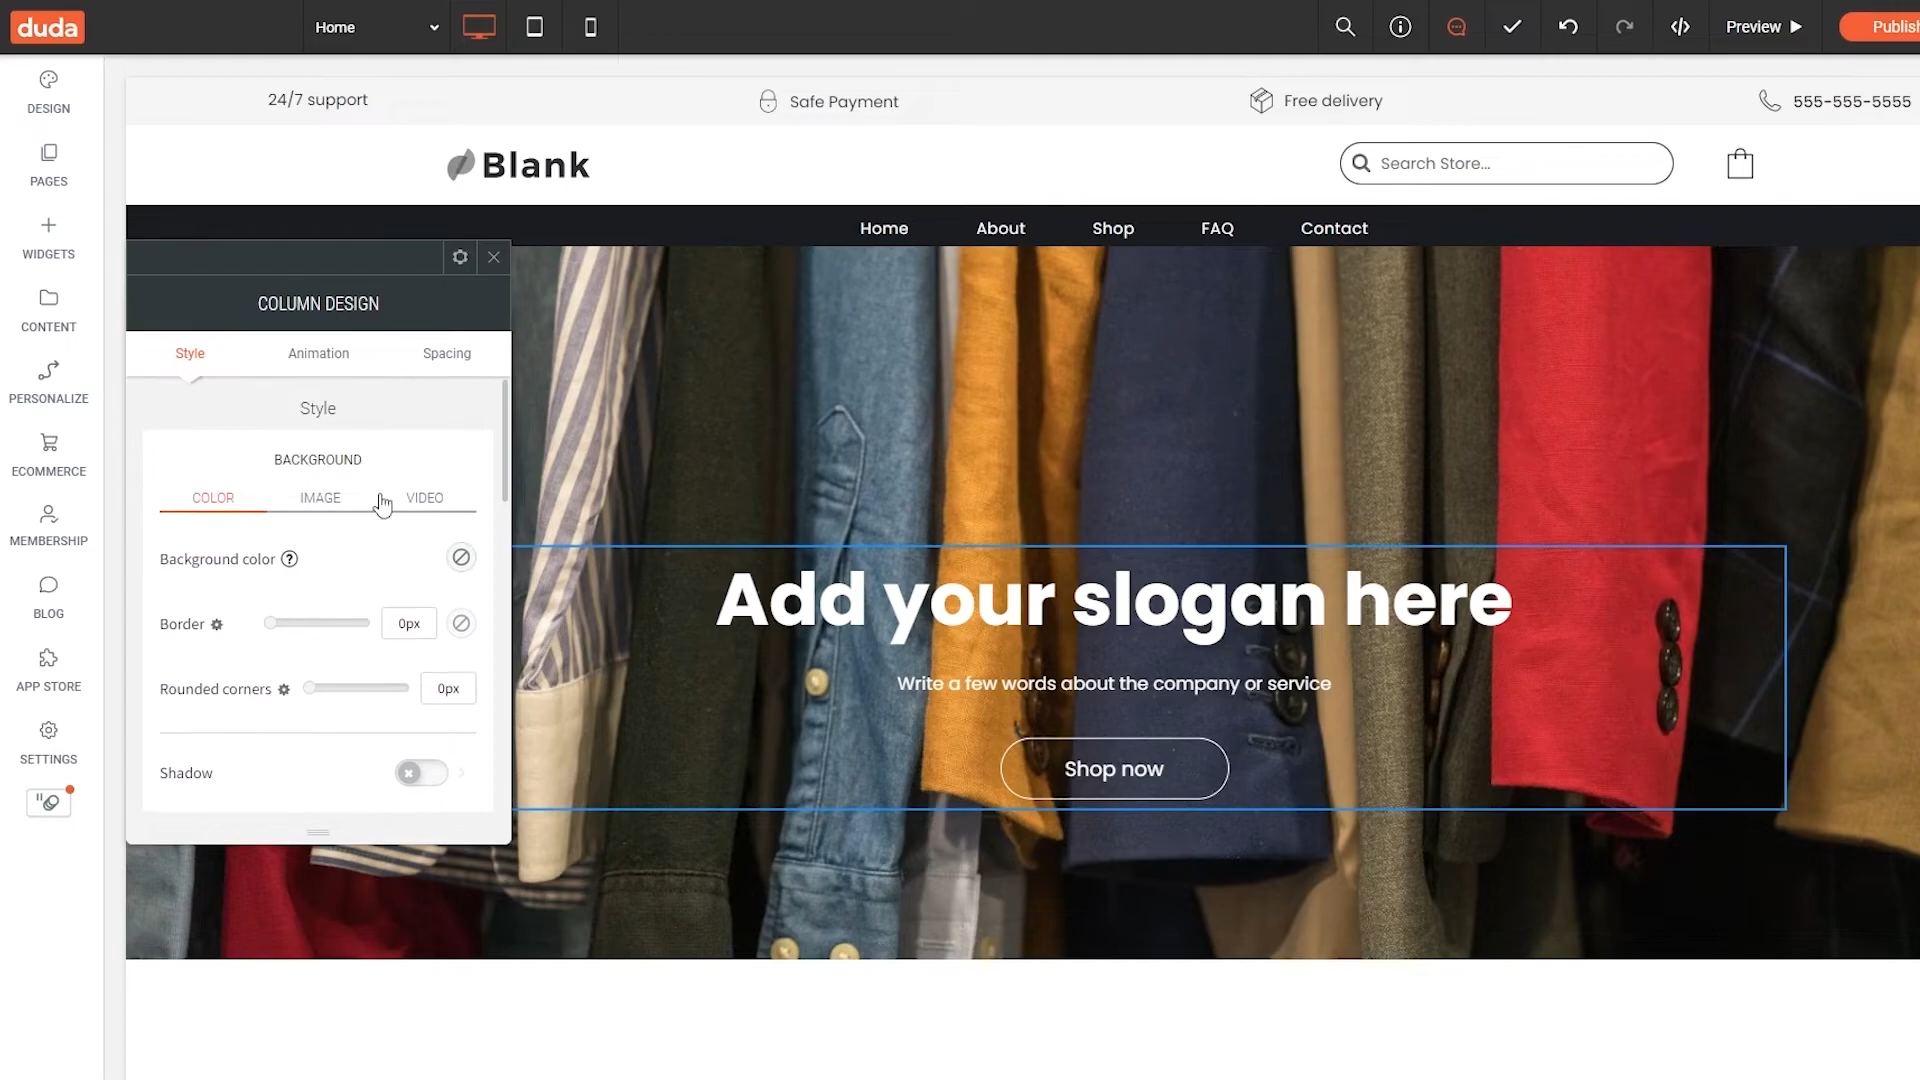 duda
Home
Preview
Publish
DESIGN
PAGES
WIDGETS
CONTENT
PERSONALIZE
ECOMMERCE
MEMBERSHIP
BLOG
APP STORE
SETTINGS
24/7 support
Safe Payment
Free delivery
555-555-5555
Blank
Search Store...
Home
About
Shop
FAQ
Contact
COLUMN DESIGN
Style
Animation
Spacing
Style
BACKGROUND
COLOR
IMAGE
VIDEO
Background color ?
Border
0px
Rounded corners
0px
Shadow
Add your slogan here
Write a few words about the company or service
Shop now